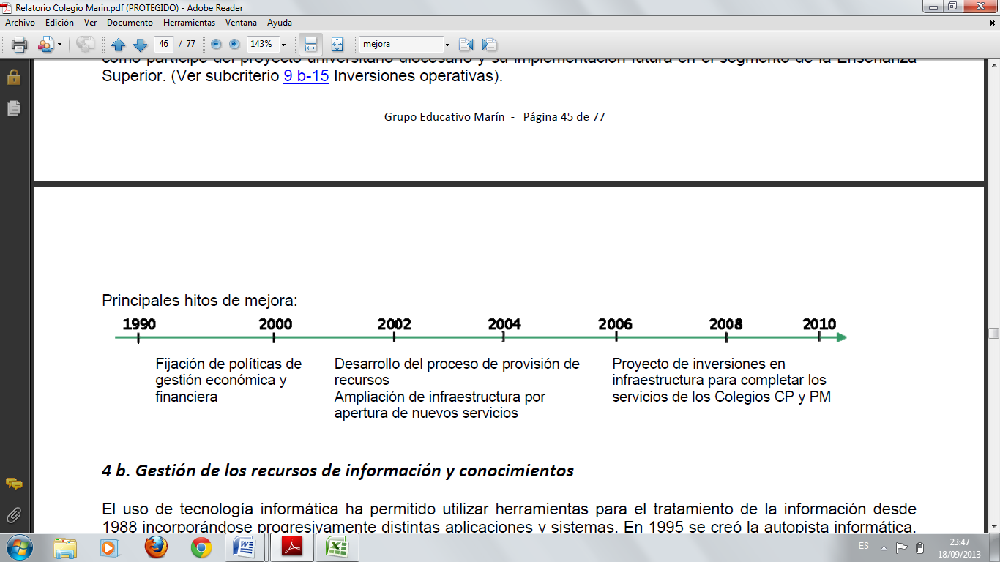 Relatorio Colegio Marin.pdf (PROTEGIDO) - Adobe Reader
Archivo Edición Ver Documento Herramientas Ventana Ayuda
46 / 77 143% mejora
como partícipe del proyecto universitario diocesano y su implementación futura en el segmento de la Enseñanza
Superior. (Ver subcriterio 9 b-15 Inversiones operativas).
Grupo Educativo Marín - Página 45 de 77
Principales hitos de mejora:
1990 2000 2002 2004 2006 2008 2010
Fijación de políticas de
gestión económica y
financiera
Desarrollo del proceso de provisión de
recursos
Ampliación de infraestructura por
apertura de nuevos servicios
Proyecto de inversiones en
infraestructura para completar los
servicios de los Colegios CP y PM
4 b. Gestión de los recursos de información y conocimientos
El uso de tecnología informática ha permitido utilizar herramientas para el tratamiento de la información desde
1988 incorporándose progresivamente distintas aplicaciones y sistemas. En 1995 se creó la autopista informática,
ES
23:47
18/09/2013